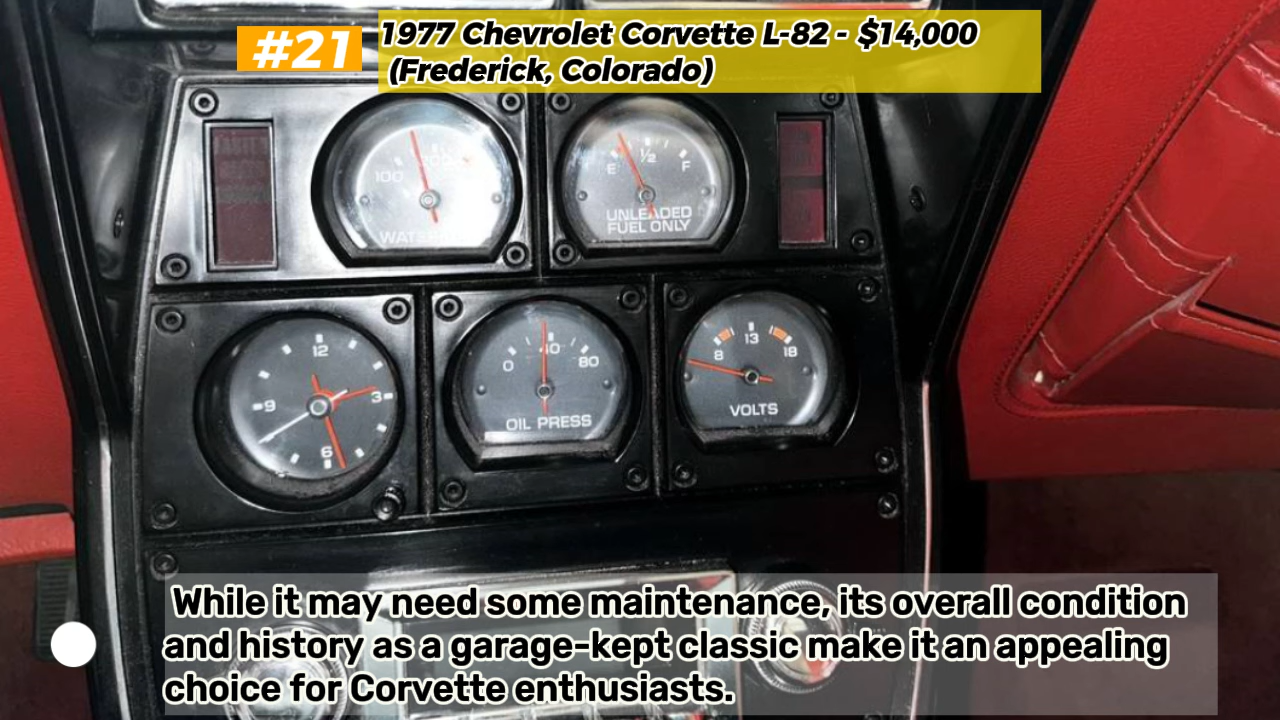 #21
1977 Chevrolet Corvette L-82 - $14,000
(Frederick, Colorado)
100 200
WATER
E 1/2 F
UNLEADED
FUEL ONLY
12
9 3
6
0 40 80
OIL PRESS
8 13 18
VOLTS
While it may need some maintenance, its overall condition
and history as a garage-kept classic make it an appealing
choice for Corvette enthusiasts.